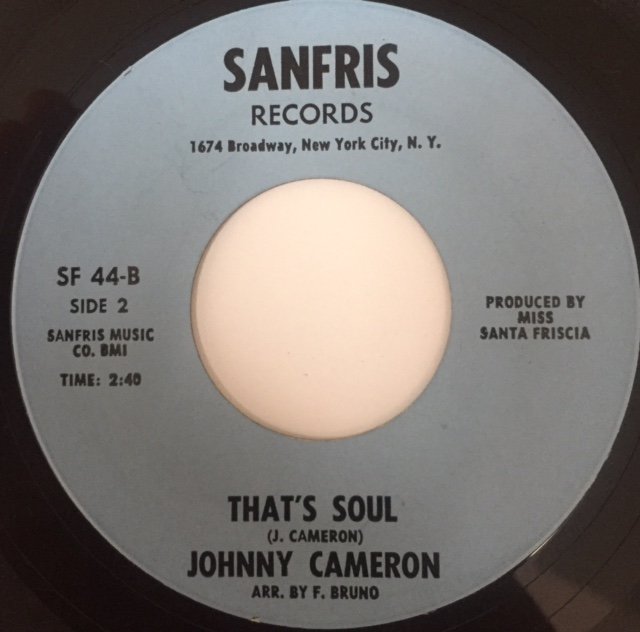 SANFRIS
RECORDS
1674 Broadway, New York City, N. Y.
SF 44-B
SIDE 2
SANFRIS MUSIC
CO. BMI
TIME: 2:40
PRODUCED BY
MISS
SANTA FRISCIA
THAT'S SOUL
(J. CAMERON)
JOHNNY CAMERON
ARR. BY F. BRUNO